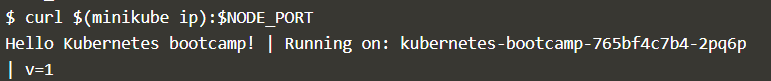 $ curl $(minikube ip):$NODE_PORT
Hello Kubernetes bootcamp! | Running on: kubernetes-bootcamp-765bf4c7b4-2pq6p
| v=1